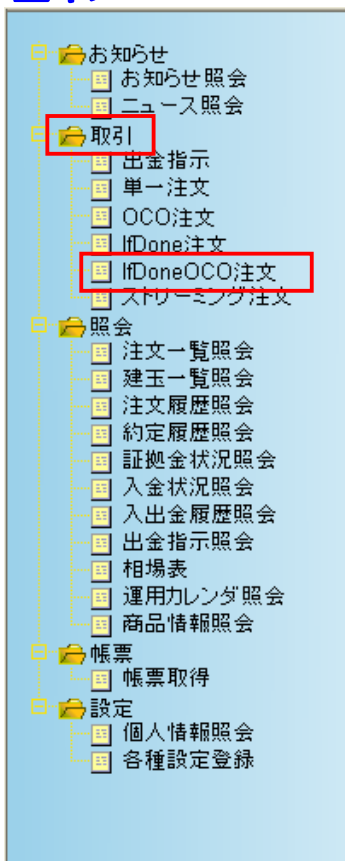 お知らせ
お知らせ照会
ニュース照会
取引
出金指示
単一注文
OCO注文
IfDone注文
IfDoneOCO注文
ストリーミング注文
照会
注文一覧照会
建玉一覧照会
注文履歴照会
約定履歴照会
証拠金状況照会
入金状況照会
入出金履歴照会
出金指示照会
相場表
運用カレンダ照会
商品情報照会
帳票
帳票取得
設定
個人情報照会
各種設定登録